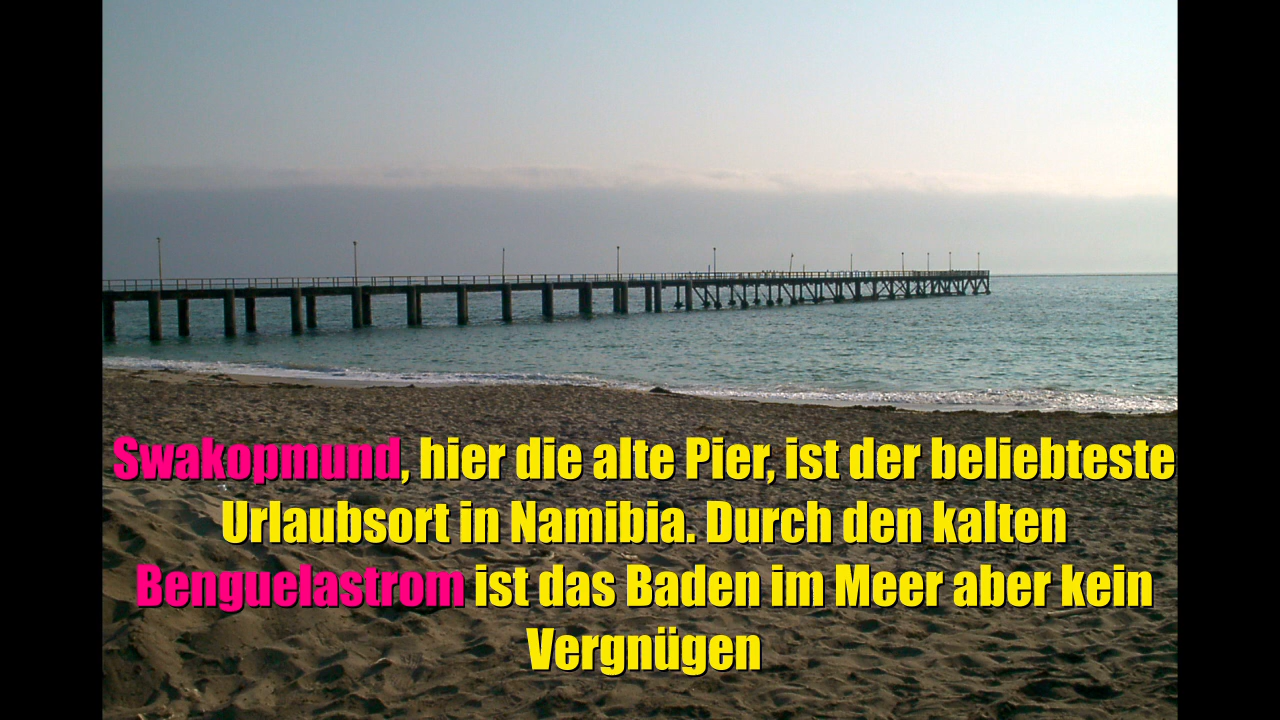 Swakopmund, hier die alte Pier, ist der beliebteste
Urlaubsort in Namibia. Durch den kalten
Benguelastrom ist das Baden im Meer aber kein
Vergnügen